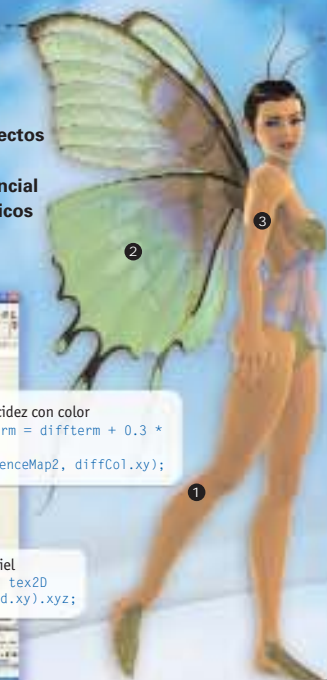 ectos
ncial
icos
2
3
idez con color
rm = diffterm + 0.3 *
enceMap2, diffCol.xy);
1
iel
tex2D
d.xy).xyz;